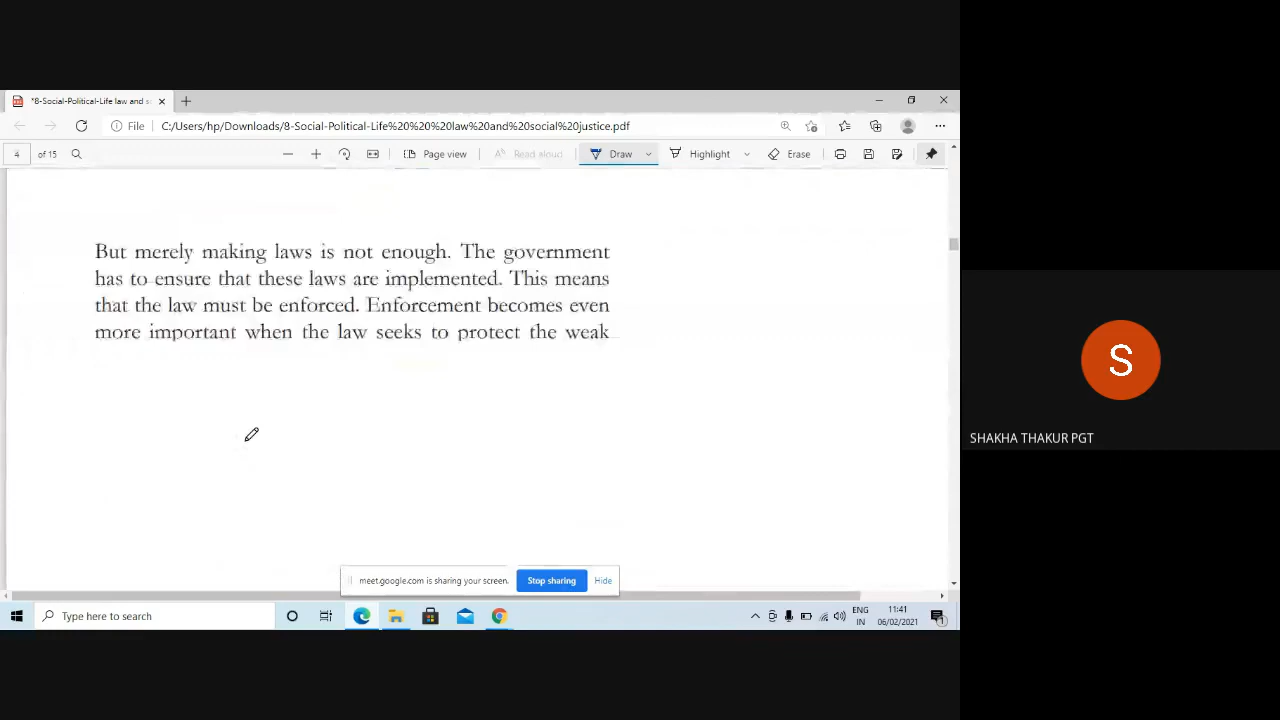 *8-Social-Political-Life law and s
File C:/Users/hp/Downloads/8-Social-Political-Life%20%20%20law%20and%20social%20justice.pdf
4 of 15 Page view Read aloud Draw Highlight Erase
But merely making laws is not enough. The government
has to ensure that these laws are implemented. This means
that the law must be enforced. Enforcement becomes even
more important when the law seeks to protect the weak
S
SHAKHA THAKUR PGT
meet.google.com is sharing your screen. Stop sharing Hide
Type here to search
ENG 11:41
IN 06/02/2021 1